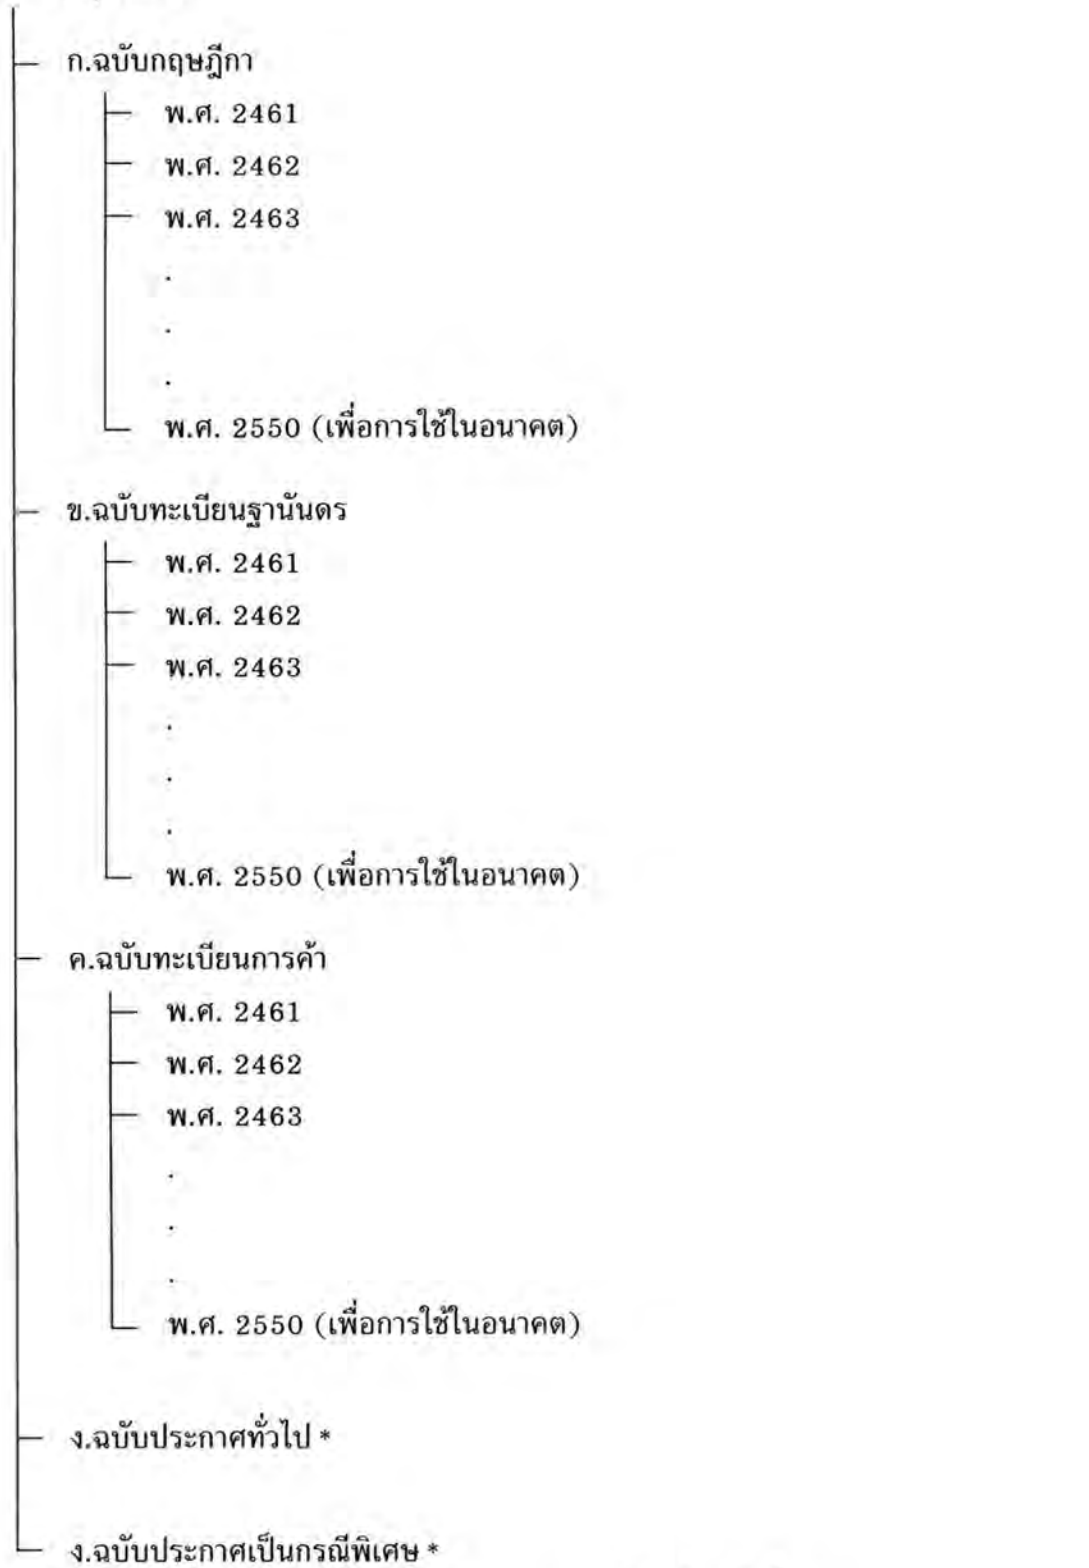 ก.ฉบับกฤษฎีกา
พ.ศ. 2461
พ.ศ. 2462
พ.ศ. 2463
.
.
.
พ.ศ. 2550 (เพื่อการใช้ในอนาคต)
ข.ฉบับทะเบียนฐานันดร
พ.ศ. 2461
พ.ศ. 2462
พ.ศ. 2463
.
.
.
พ.ศ. 2550 (เพื่อการใช้ในอนาคต)
ค.ฉบับทะเบียนการค้า
พ.ศ. 2461
พ.ศ. 2462
พ.ศ. 2463
.
.
.
พ.ศ. 2550 (เพื่อการใช้ในอนาคต)
ง.ฉบับประกาศทั่วไป *
ง.ฉบับประกาศเป็นกรณีพิเศษ *